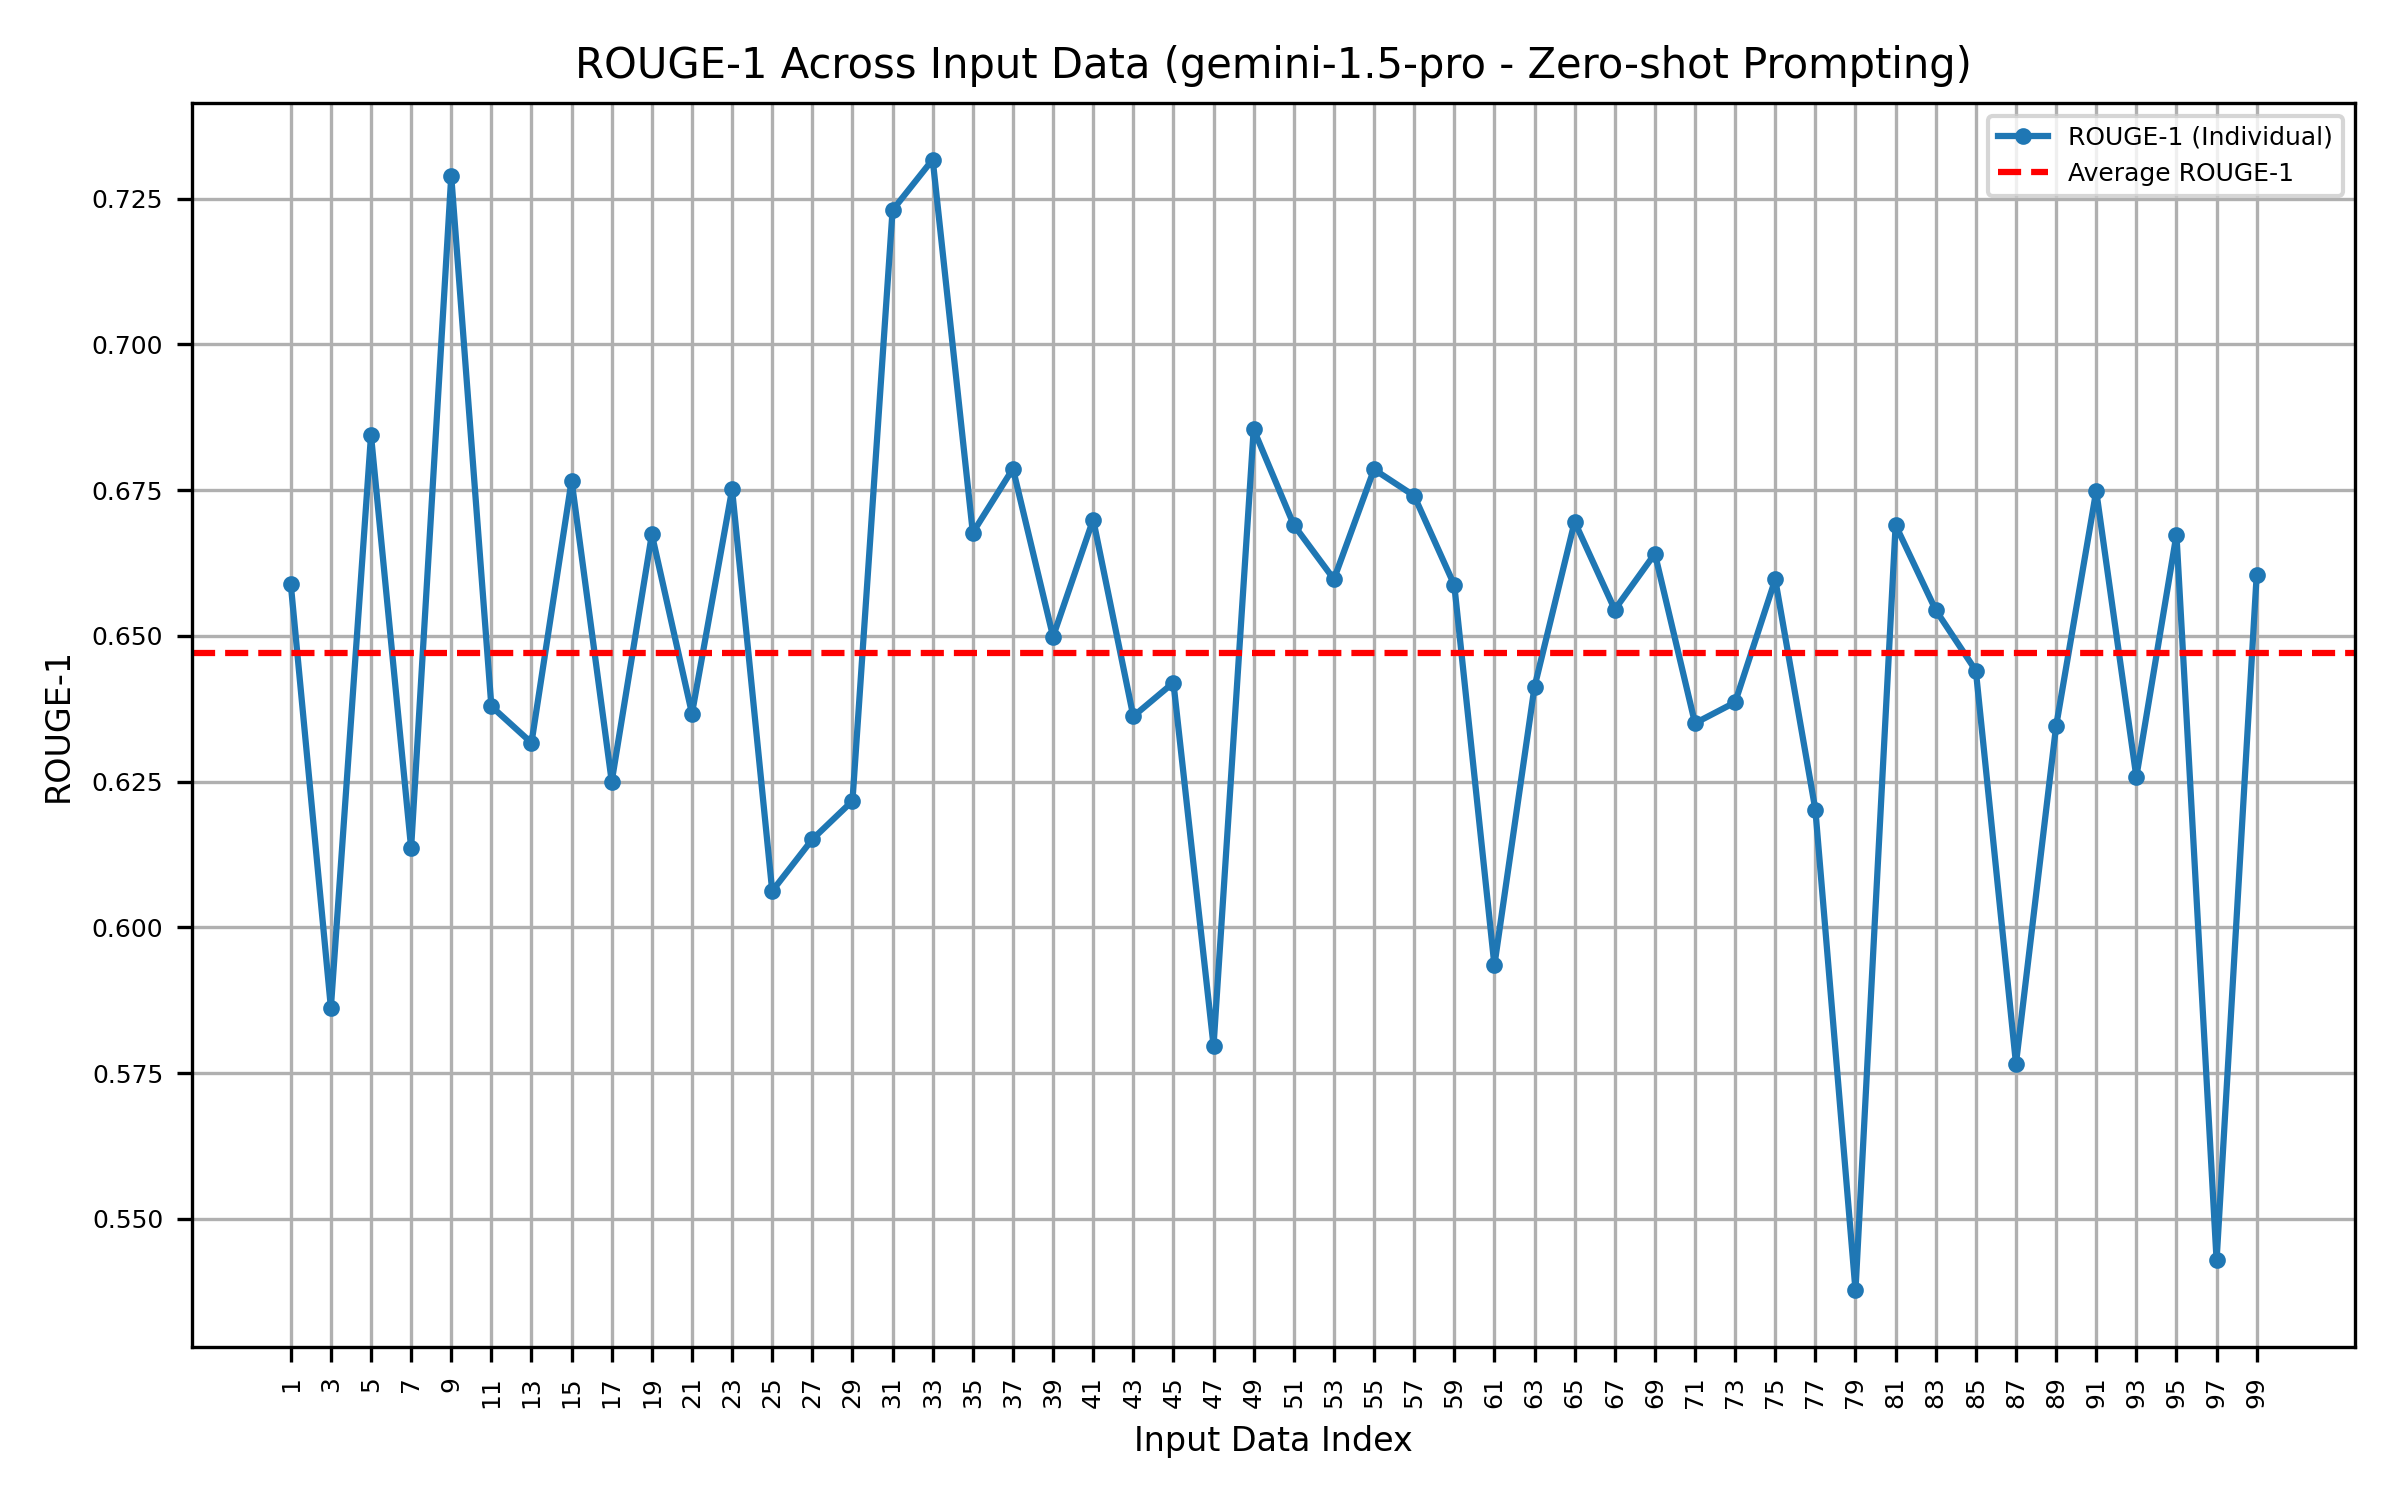 ROUGE-1 Across Input Data (gemini-1.5-pro - Zero-shot Prompting)
ROUGE-1 (Individual)
Average ROUGE-1
0.725
0.700
0.675
0.650
0.625
0.600
0.575
0.550
ROUGE-1
1 3 5 7 9 11 13 15 17 19 21 23 25 27 29 31 33 35 37 39 41 43 45 47 49 51 53 55 57 59 61 63 65 67 69 71 73 75 77 79 81 83 85 87 89 91 93 95 97 99
Input Data Index